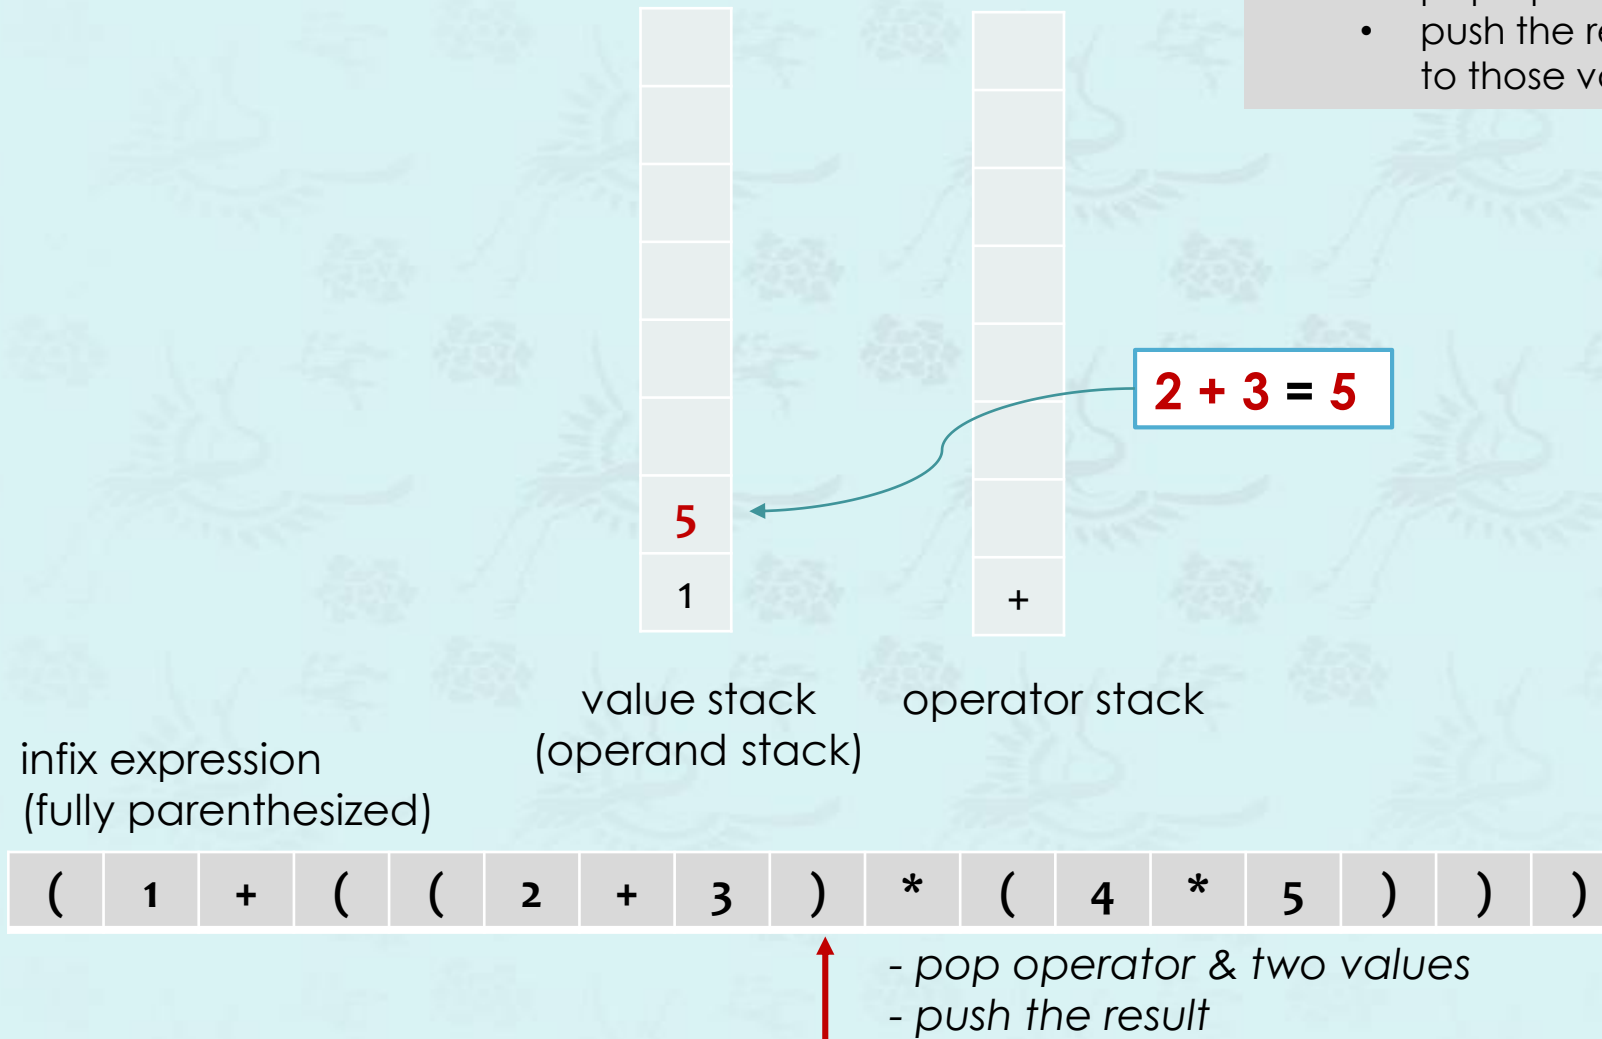 • push the re
to those v
2 + 3 = 5
5
1
+
value stack
(operand stack)
operator stack
infix expression
(fully parenthesized)
( 1 + ( ( 2 + 3 ) * ( 4 * 5 ) ) )
- pop operator & two values
- push the result